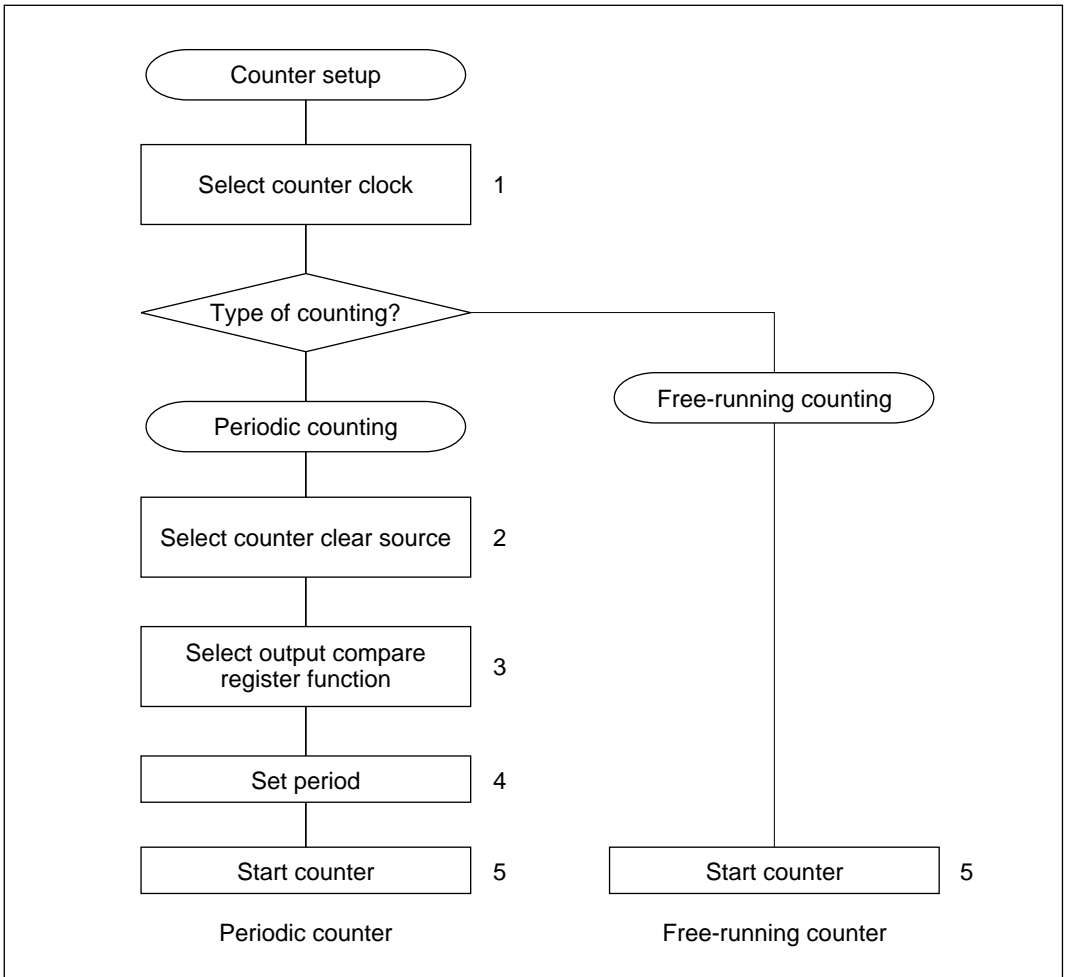 Counter setup
Select counter clock 1
Type of counting?
Periodic counting
Free-running counting
Select counter clear source 2
Select output compare
register function 3
Set period 4
Start counter 5
Start counter 5
Periodic counter
Free-running counter